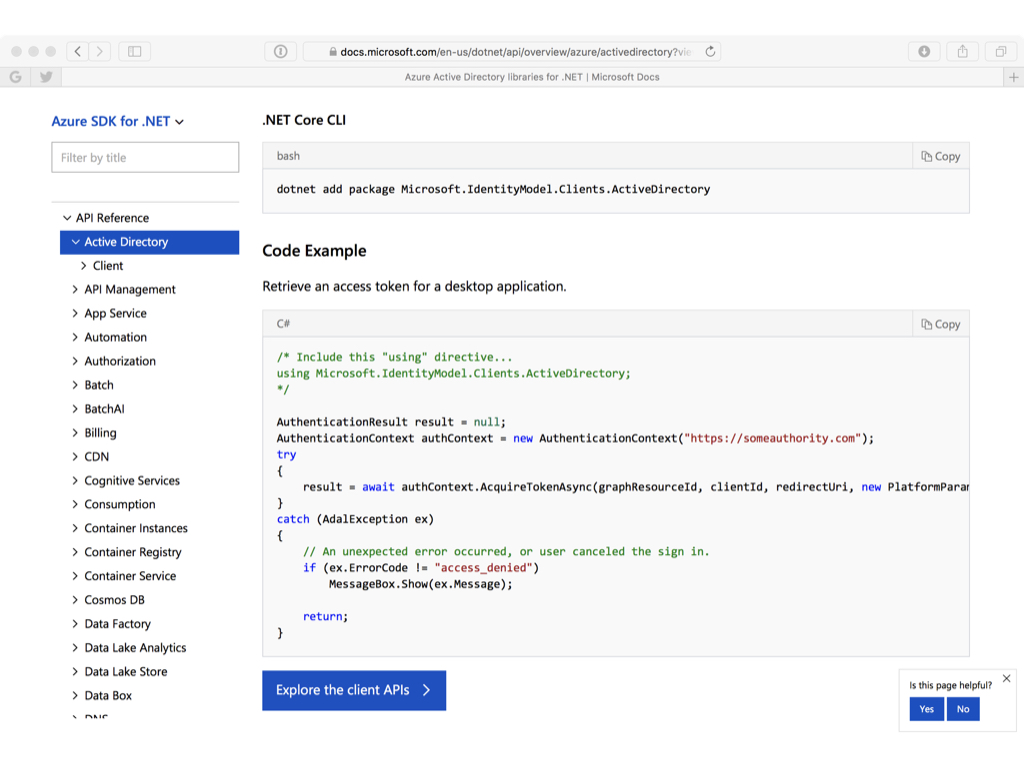 docs.microsoft.com/en-us/dotnet/api/overview/azure/activedirectory?vie
Azure Active Directory libraries for .NET | Microsoft Docs
Azure SDK for .NET
Filter by title
API Reference
Active Directory
Client
API Management
App Service
Automation
Authorization
Batch
BatchAI
Billing
CDN
Cognitive Services
Consumption
Container Instances
Container Registry
Container Service
Cosmos DB
Data Factory
Data Lake Analytics
Data Lake Store
Data Box
.NET Core CLI
bash
Copy
dotnet add package Microsoft.IdentityModel.Clients.ActiveDirectory
Code Example
Retrieve an access token for a desktop application.
C#
Copy
/* Include this "using" directive...
using Microsoft.IdentityModel.Clients.ActiveDirectory;
*/
AuthenticationResult result = null;
AuthenticationContext authContext = new AuthenticationContext("https://someauthority.com");
try
{
result = await authContext.AcquireTokenAsync(graphResourceId, clientId, redirectUri, new PlatformParar
}
catch (AdalException ex)
{
// An unexpected error occurred, or user canceled the sign in.
if (ex.ErrorCode != "access_denied")
MessageBox.Show(ex.Message);
return;
}
Explore the client APIs
Is this page helpful?
Yes No